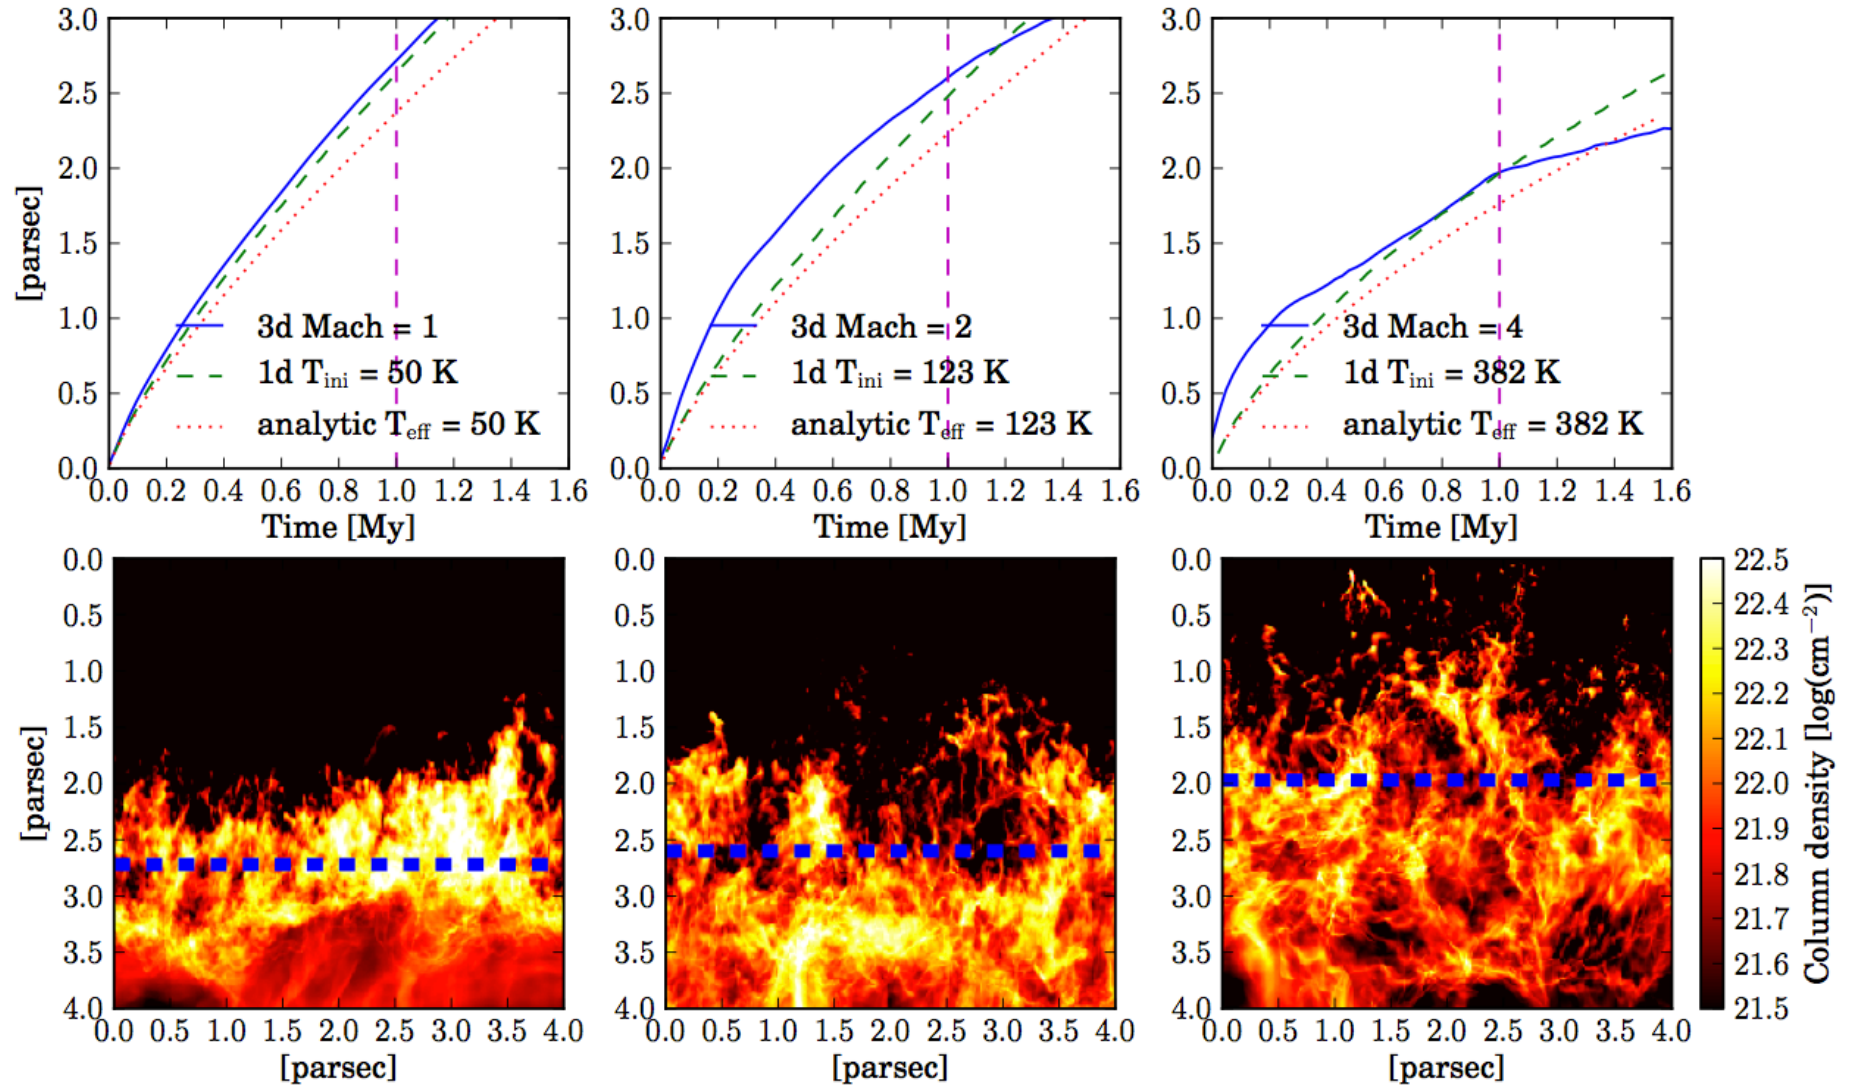 3.0
2.5
2.0
1.5
1.0
0.5
0.0
[parsec]
3d Mach = 1
1d T_ini = 50 K
analytic T_eff = 50 K
0.0 0.2 0.4 0.6 0.8 1.0 1.2 1.4 1.6
Time [My]
3.0
2.5
2.0
1.5
1.0
0.5
0.0
3d Mach = 2
1d T_ini = 123 K
analytic T_eff = 123 K
0.0 0.2 0.4 0.6 0.8 1.0 1.2 1.4 1.6
Time [My]
3.0
2.5
2.0
1.5
1.0
0.5
0.0
3d Mach = 4
1d T_ini = 382 K
analytic T_eff = 382 K
0.0 0.2 0.4 0.6 0.8 1.0 1.2 1.4 1.6
Time [My]
0.0
0.5
1.0
1.5
2.0
2.5
3.0
3.5
4.0
[parsec]
0.0 0.5 1.0 1.5 2.0 2.5 3.0 3.5 4.0
[parsec]
0.0
0.5
1.0
1.5
2.0
2.5
3.0
3.5
4.0
0.0 0.5 1.0 1.5 2.0 2.5 3.0 3.5 4.0
[parsec]
0.0
0.5
1.0
1.5
2.0
2.5
3.0
3.5
4.0
0.0 0.5 1.0 1.5 2.0 2.5 3.0 3.5 4.0
[parsec]
22.5
22.4
22.3
22.2
22.1
22.0
21.9
21.8
21.7
21.6
21.5
Column density [log(cm⁻²)]